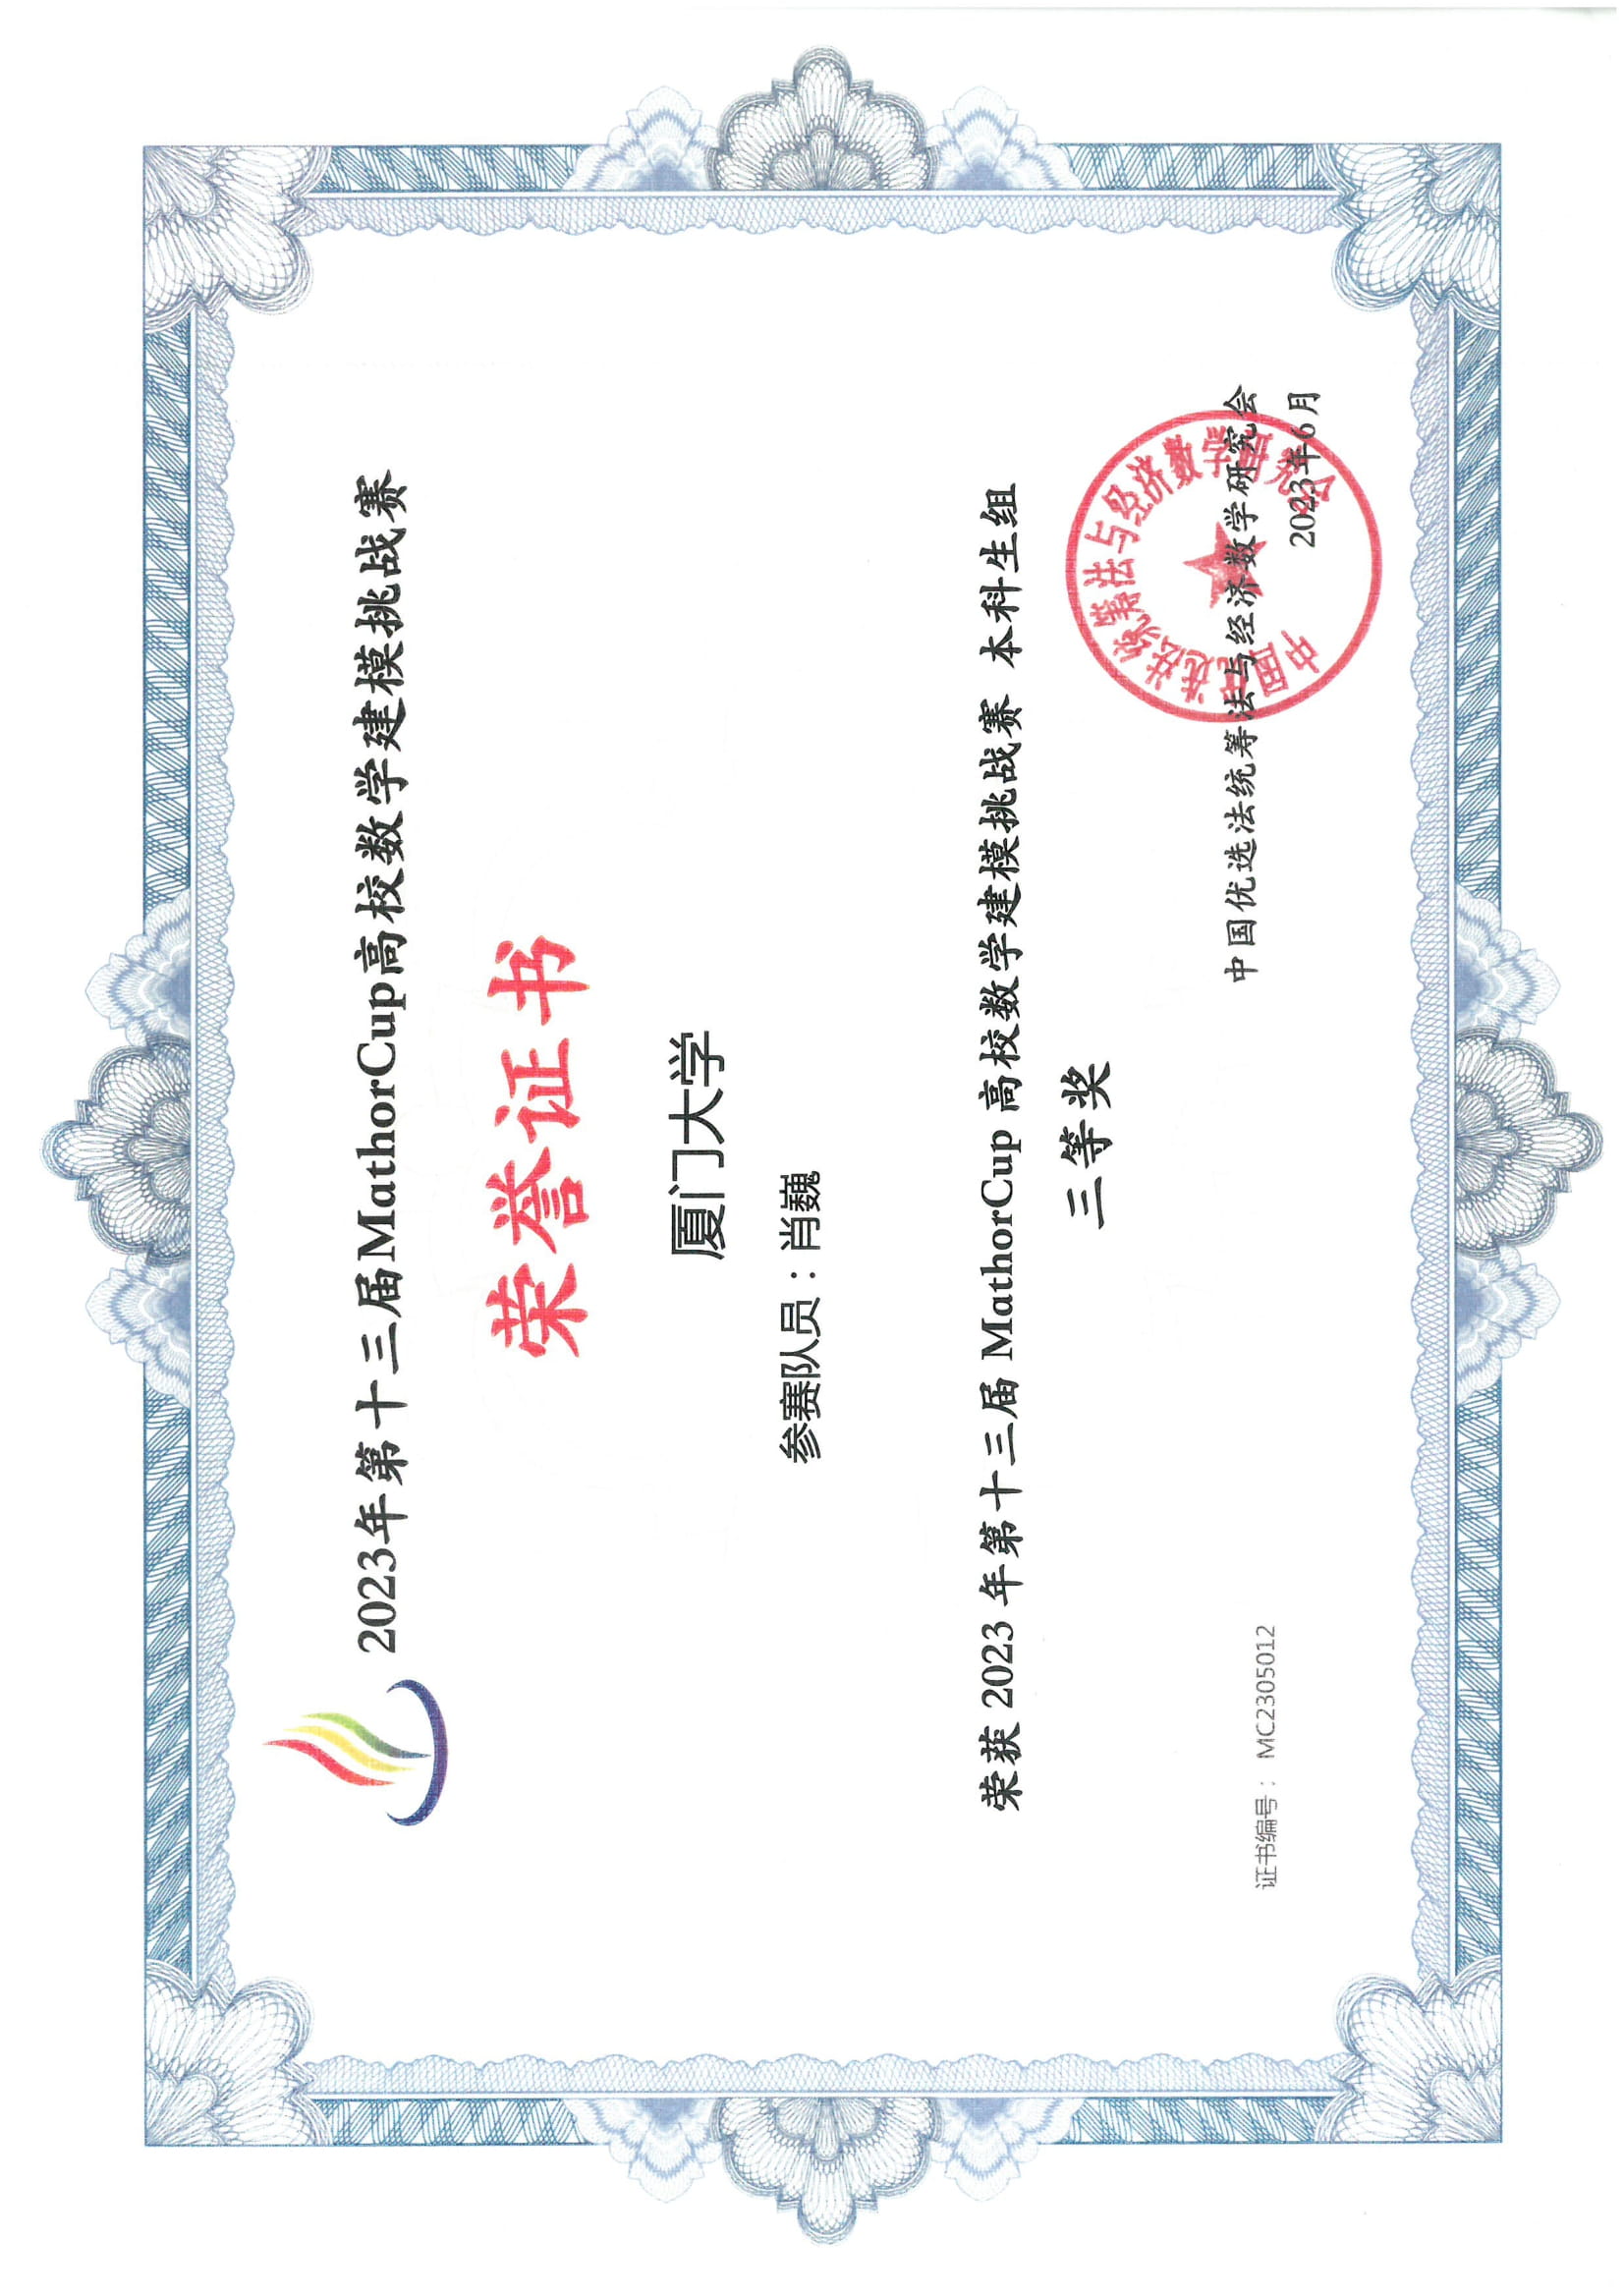 2023年第十三届MathorCup高校数学建模挑战赛
荣誉证书
厦门大学
参赛队员：肖巍
荣获 2023 年第十三届 MathorCup 高校数学建模挑战赛 本科生组
三等奖
中国优选法统筹法与经济数学研究会
2023年6月
证书编号： MC2305012
中国优选法统筹法与经济数学研究会